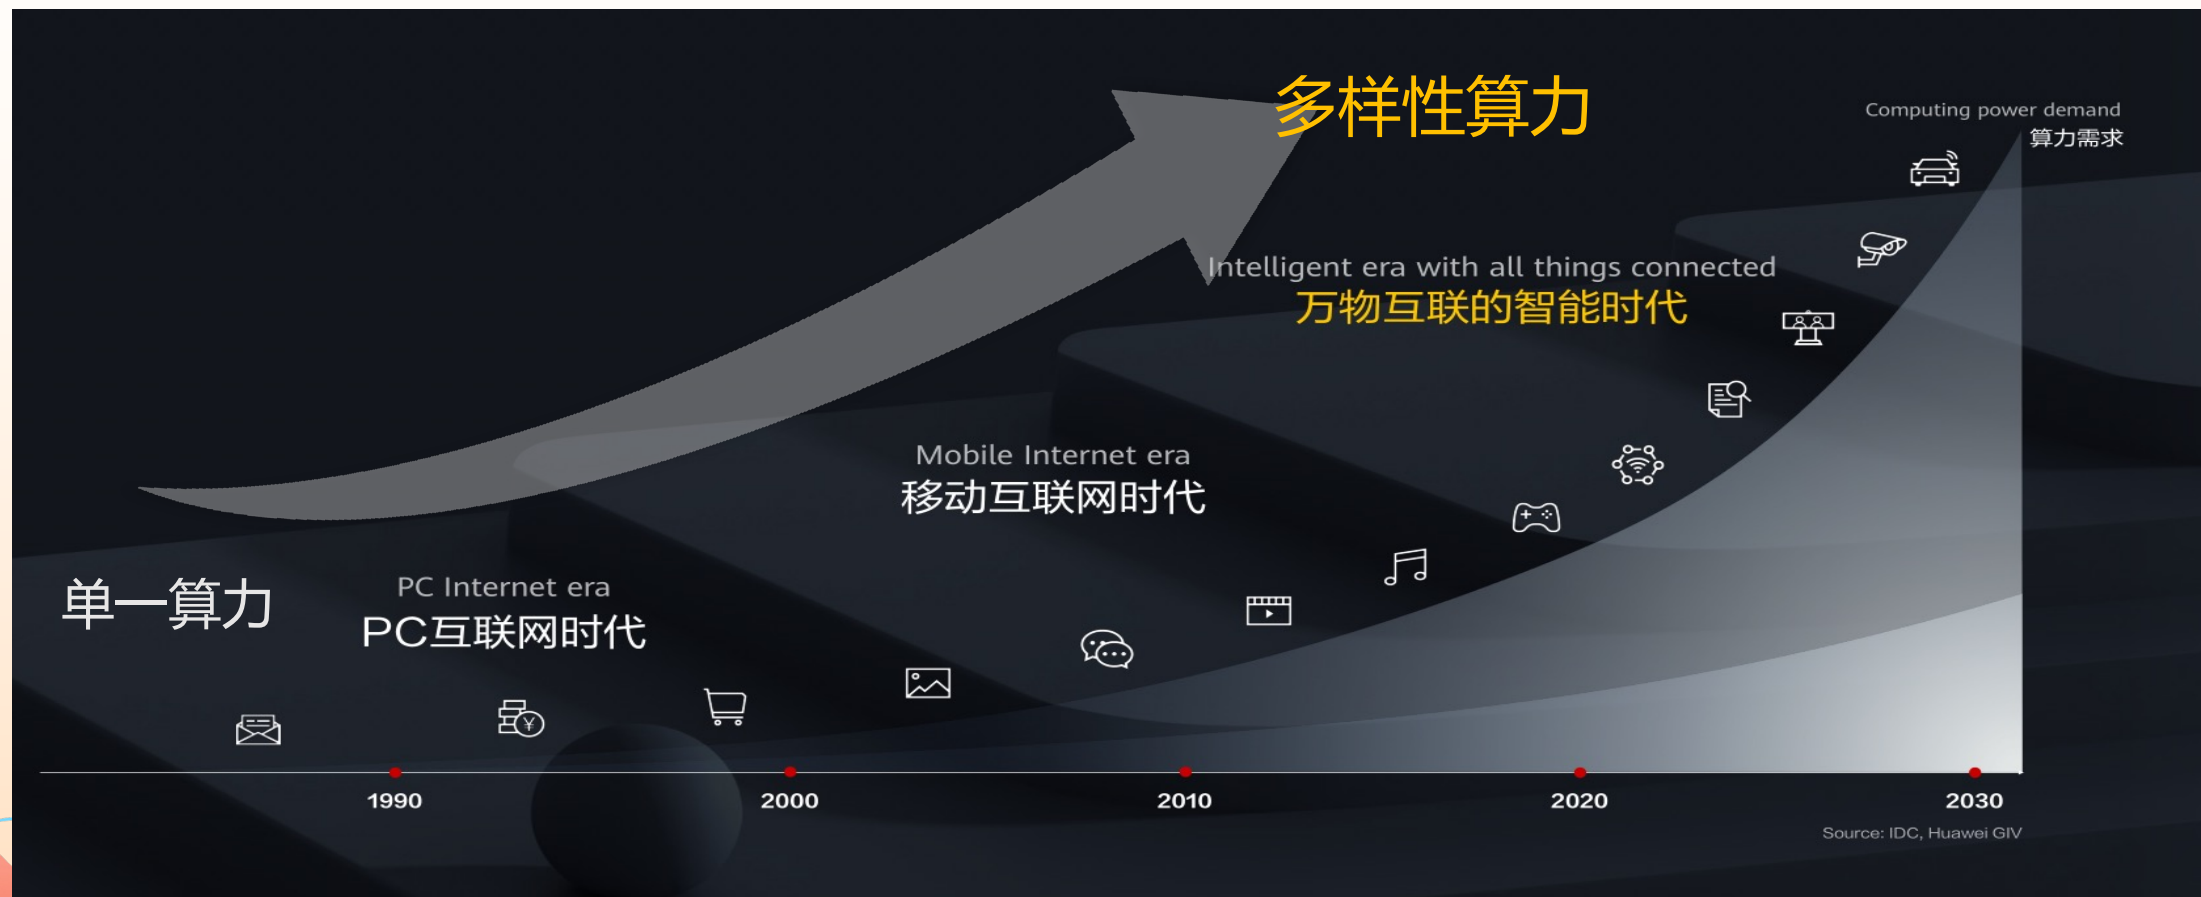 多样性算力
Computing power demand
算力需求
Intelligent era with all things connected
万物互联的智能时代
Mobile Internet era
移动互联网时代
单一算力
PC Internet era
PC互联网时代
¥
1990
2000
2010
2020
2030
Source: IDC, Huawei GIV